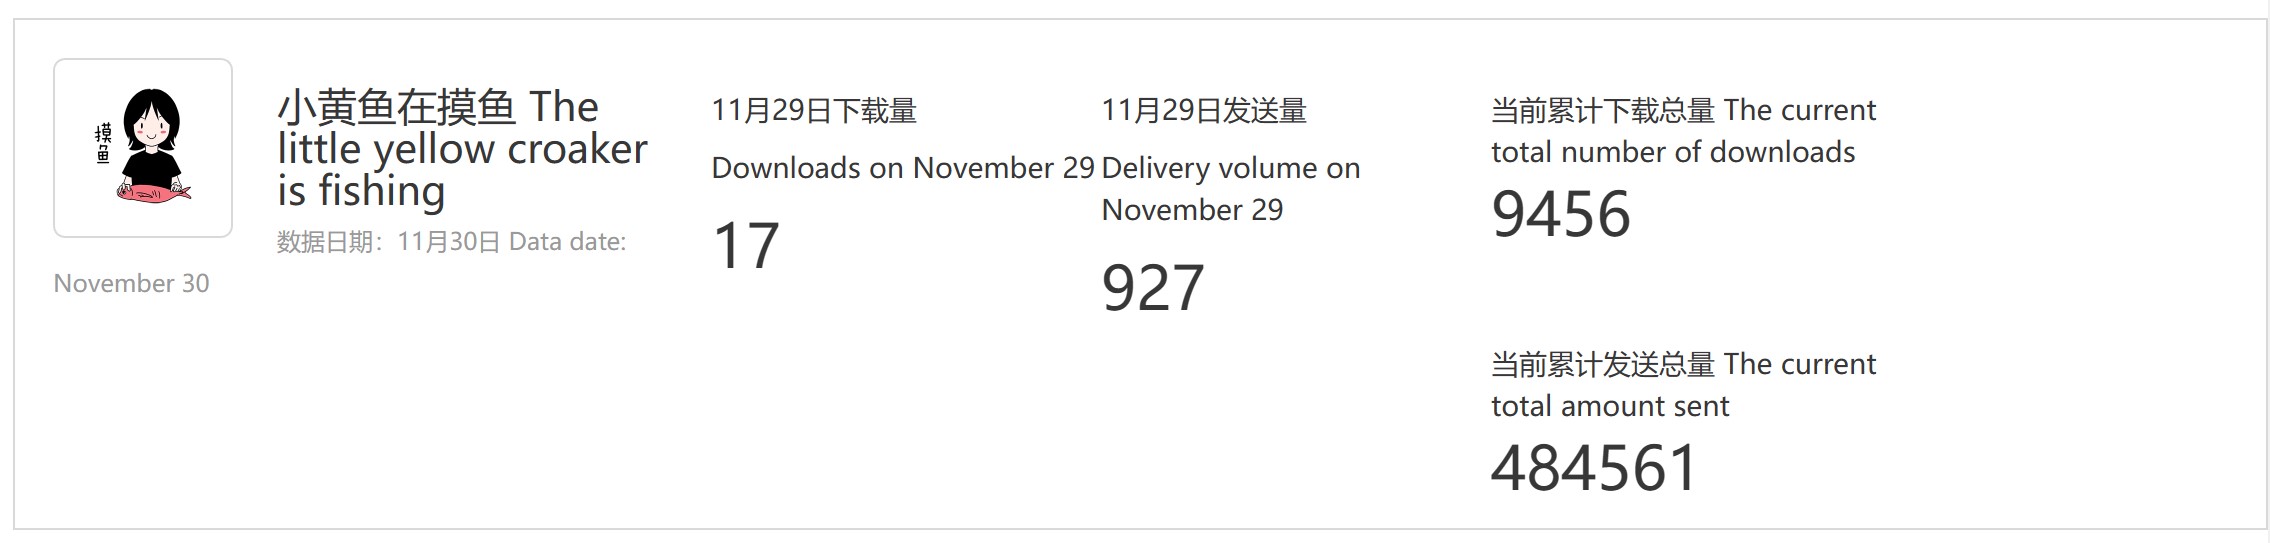 摸
鱼
小黄鱼在摸鱼 The
little yellow croaker
is fishing
数据日期：11月30日 Data date:
November 30
11月29日下载量
Downloads on November 29
17
11月29日发送量
Delivery volume on
November 29
927
当前累计下载总量 The current
total number of downloads
9456
当前累计发送总量 The current
total amount sent
484561